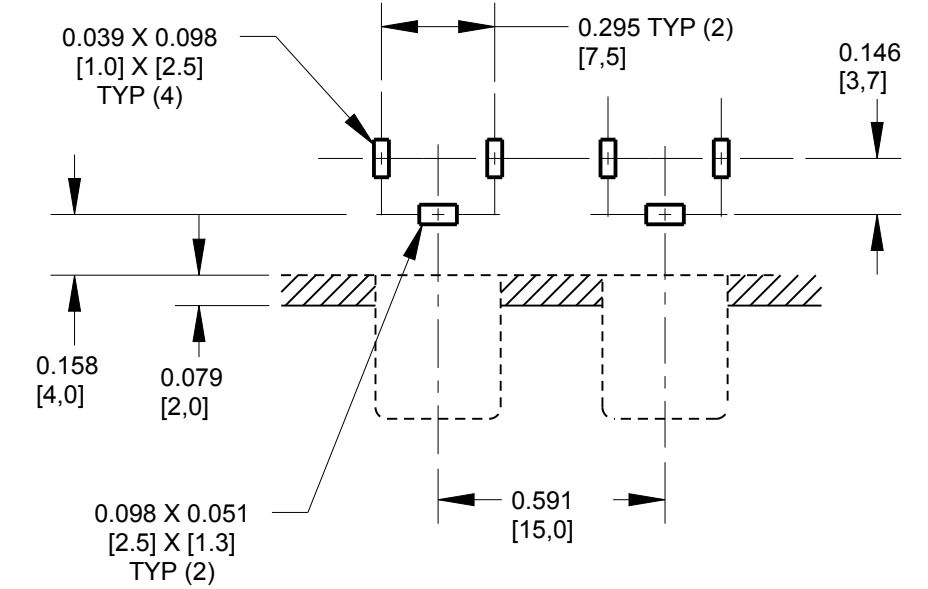 0.039 X 0.098
[1.0] X [2.5]
TYP (4)
0.295 TYP (2)
[7,5]
0.146
[3,7]
0.158
[4,0]
0.079
[2,0]
0.591
[15,0]
0.098 X 0.051
[2.5] X [1.3]
TYP (2)